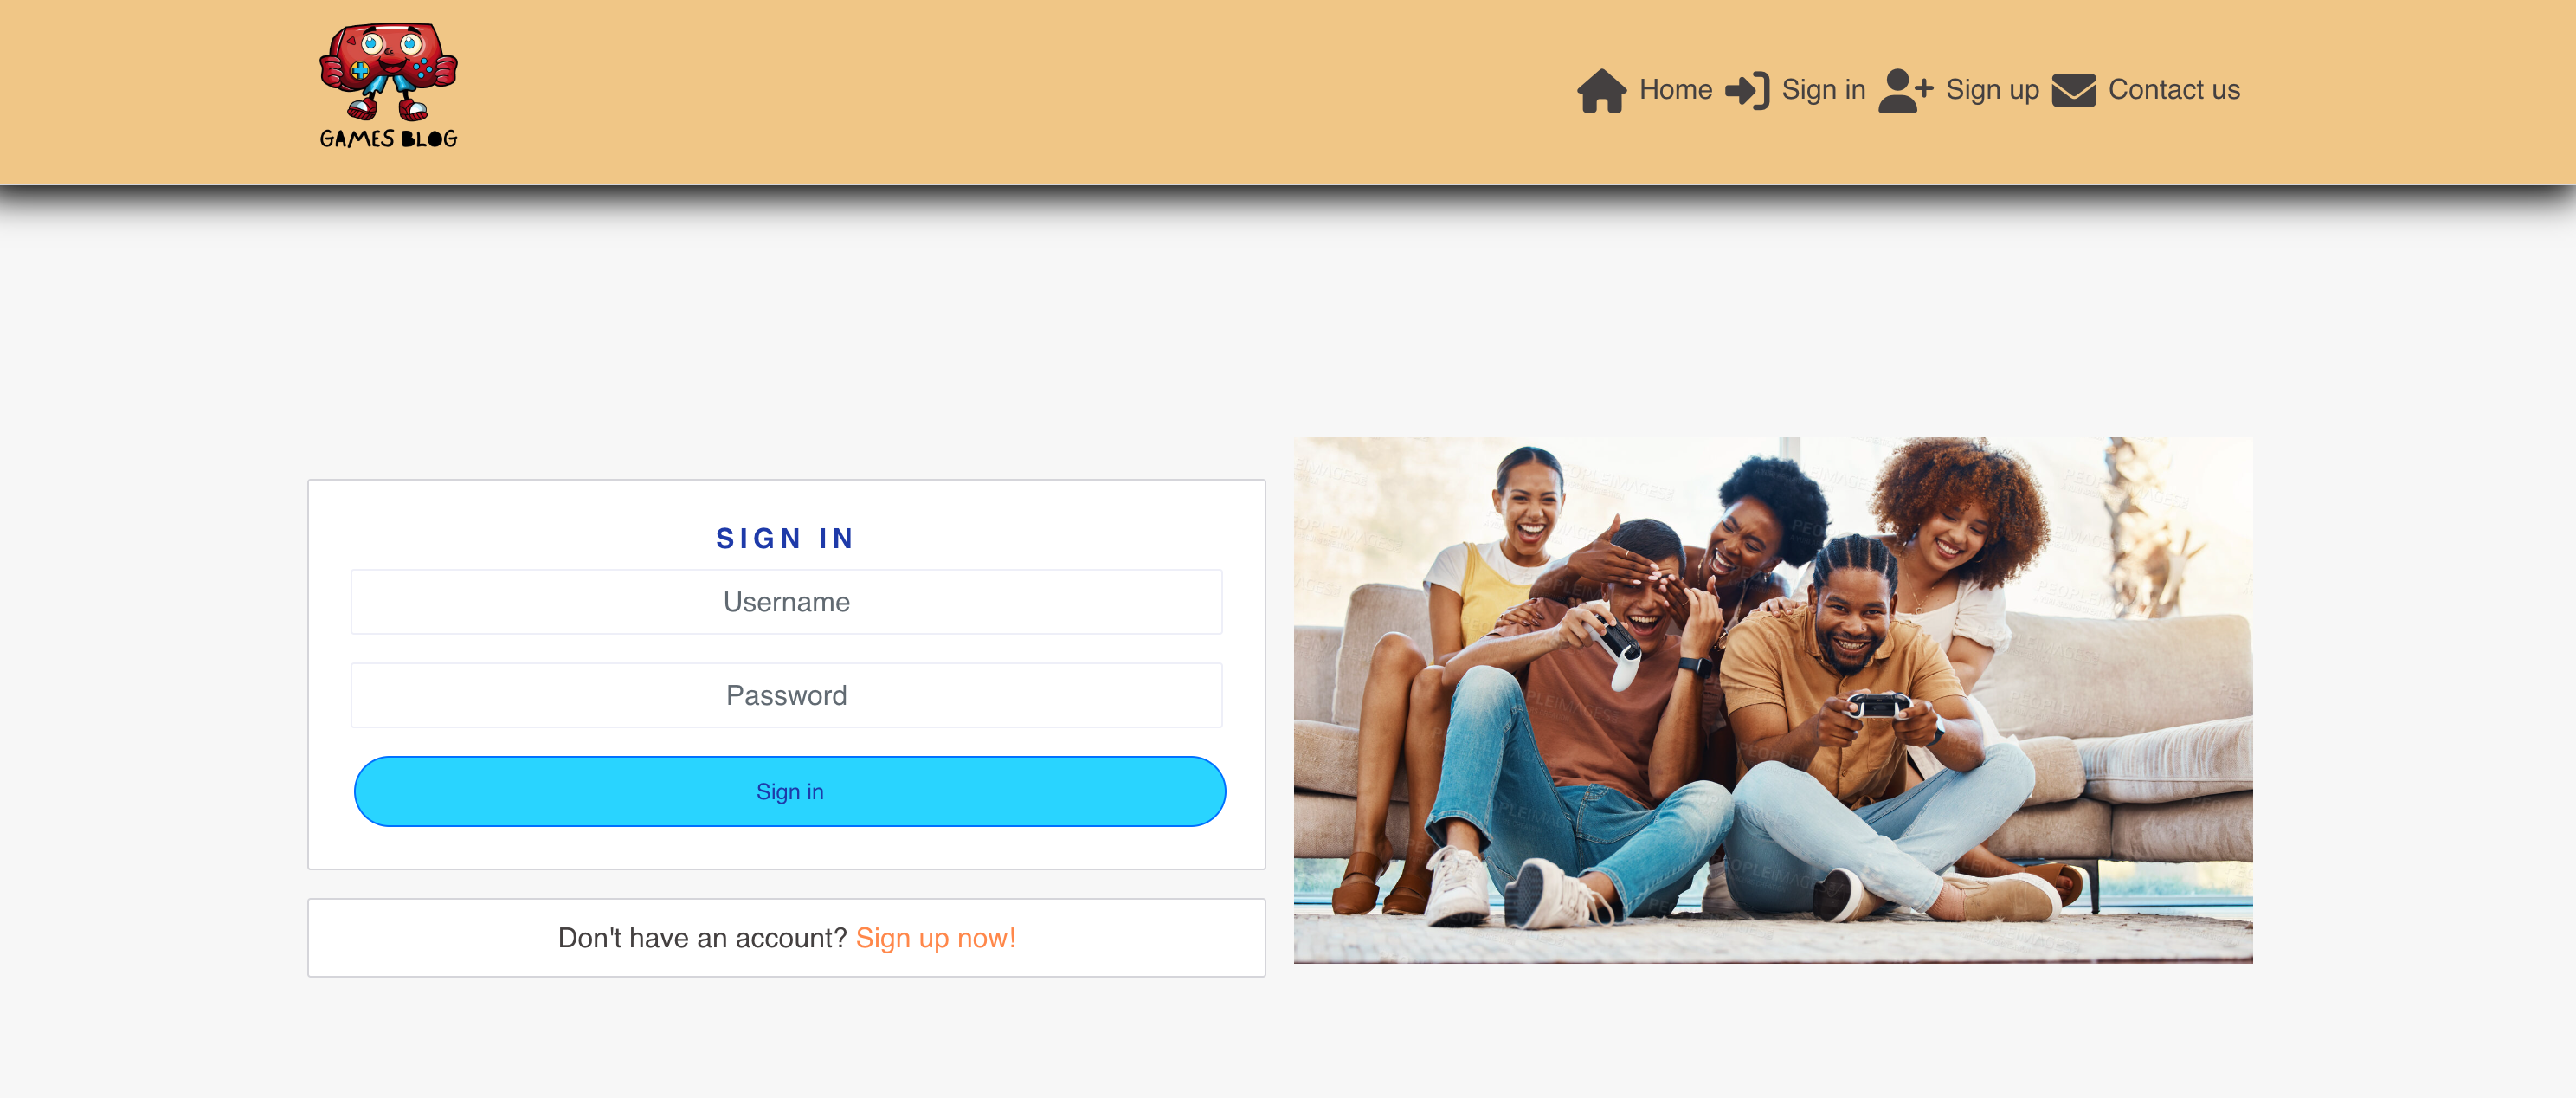 GAMES BLOG
Home Sign in Sign up Contact us
SIGN IN
Username
Password
Sign in
Don't have an account? Sign up now!
PEOPLEIMAGES